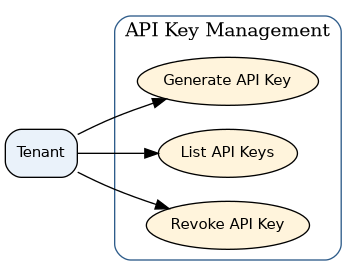 API Key Management
Generate API Key
Tenant
List API Keys
Revoke API Key